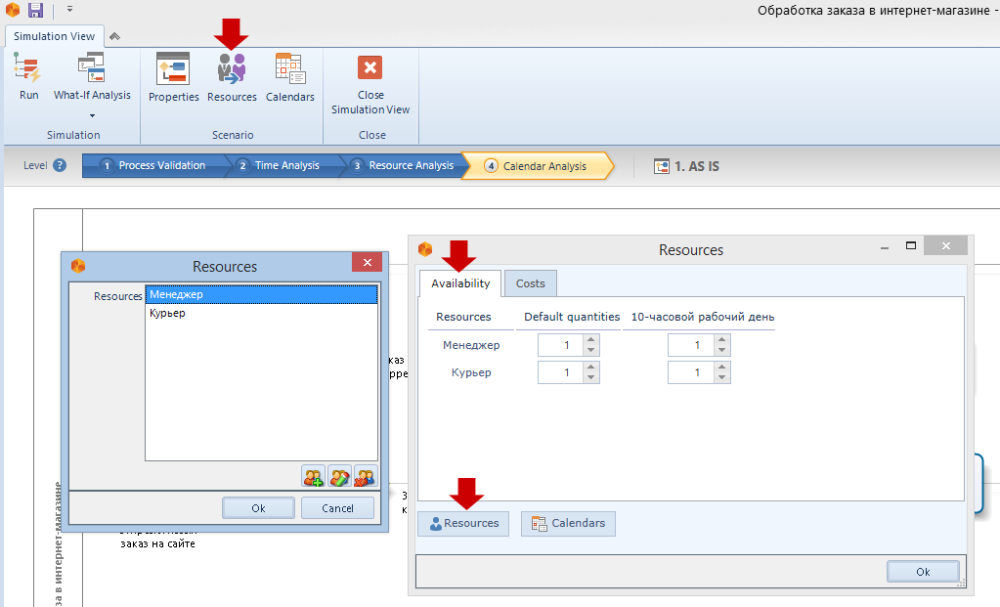 Обработка заказа в интернет-магазине -
Simulation View
Run
What-If Analysis
Properties
Resources
Calendars
Close
Simulation View
Simulation
Scenario
Close
Level ?
1 Process Validation
2 Time Analysis
3 Resource Analysis
4 Calendar Analysis
1. AS IS
Resources
Resources
Менеджер
Курьер
Ok
Cancel
Resources
Availability
Costs
Resources
Default quantities
10-часовой рабочий день
Менеджер
1
1
Курьер
1
1
Resources
Calendars
Ok
заказ на сайте
за в интернет-магазине